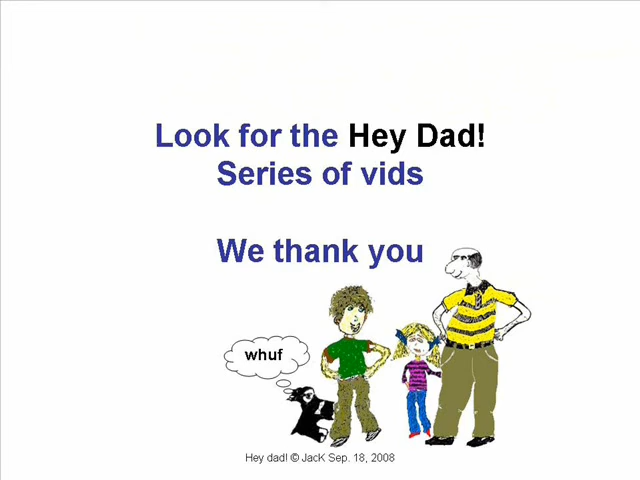 Look for the Hey Dad!
Series of vids
We thank you
whuf
Hey dad! © JacK Sep. 18, 2008